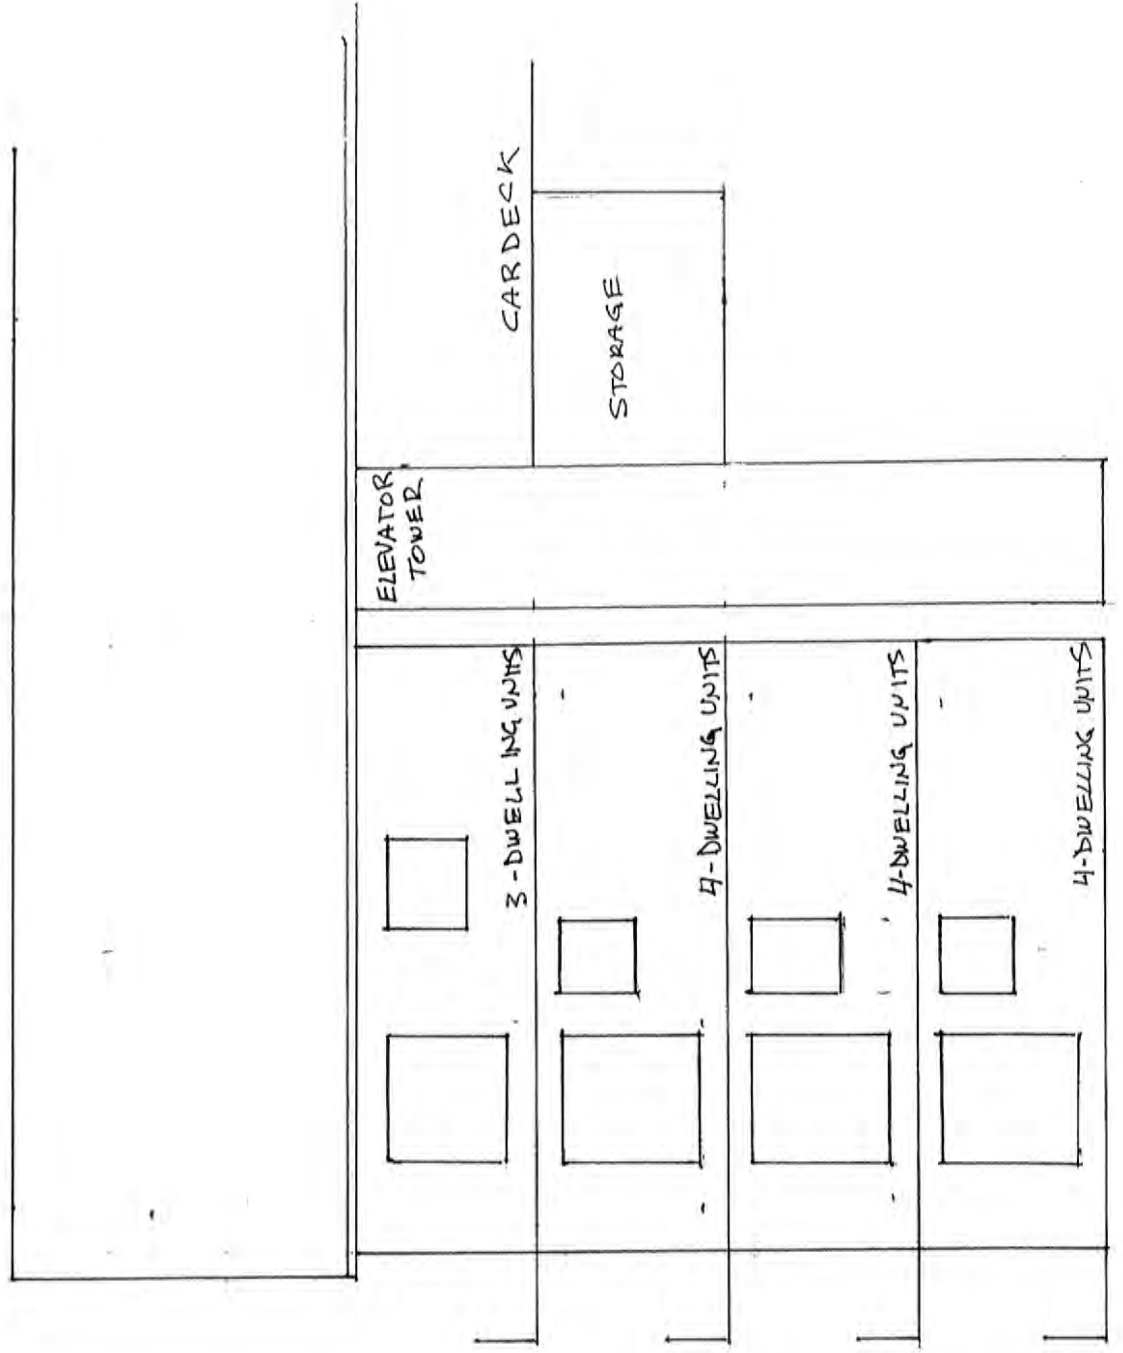 CARDECK
STORAGE
ELEVATOR
TOWER
3-DWELLING UNITS
4-DWELLING UNITS
4-DWELLING UNITS
4-DWELLING UNITS